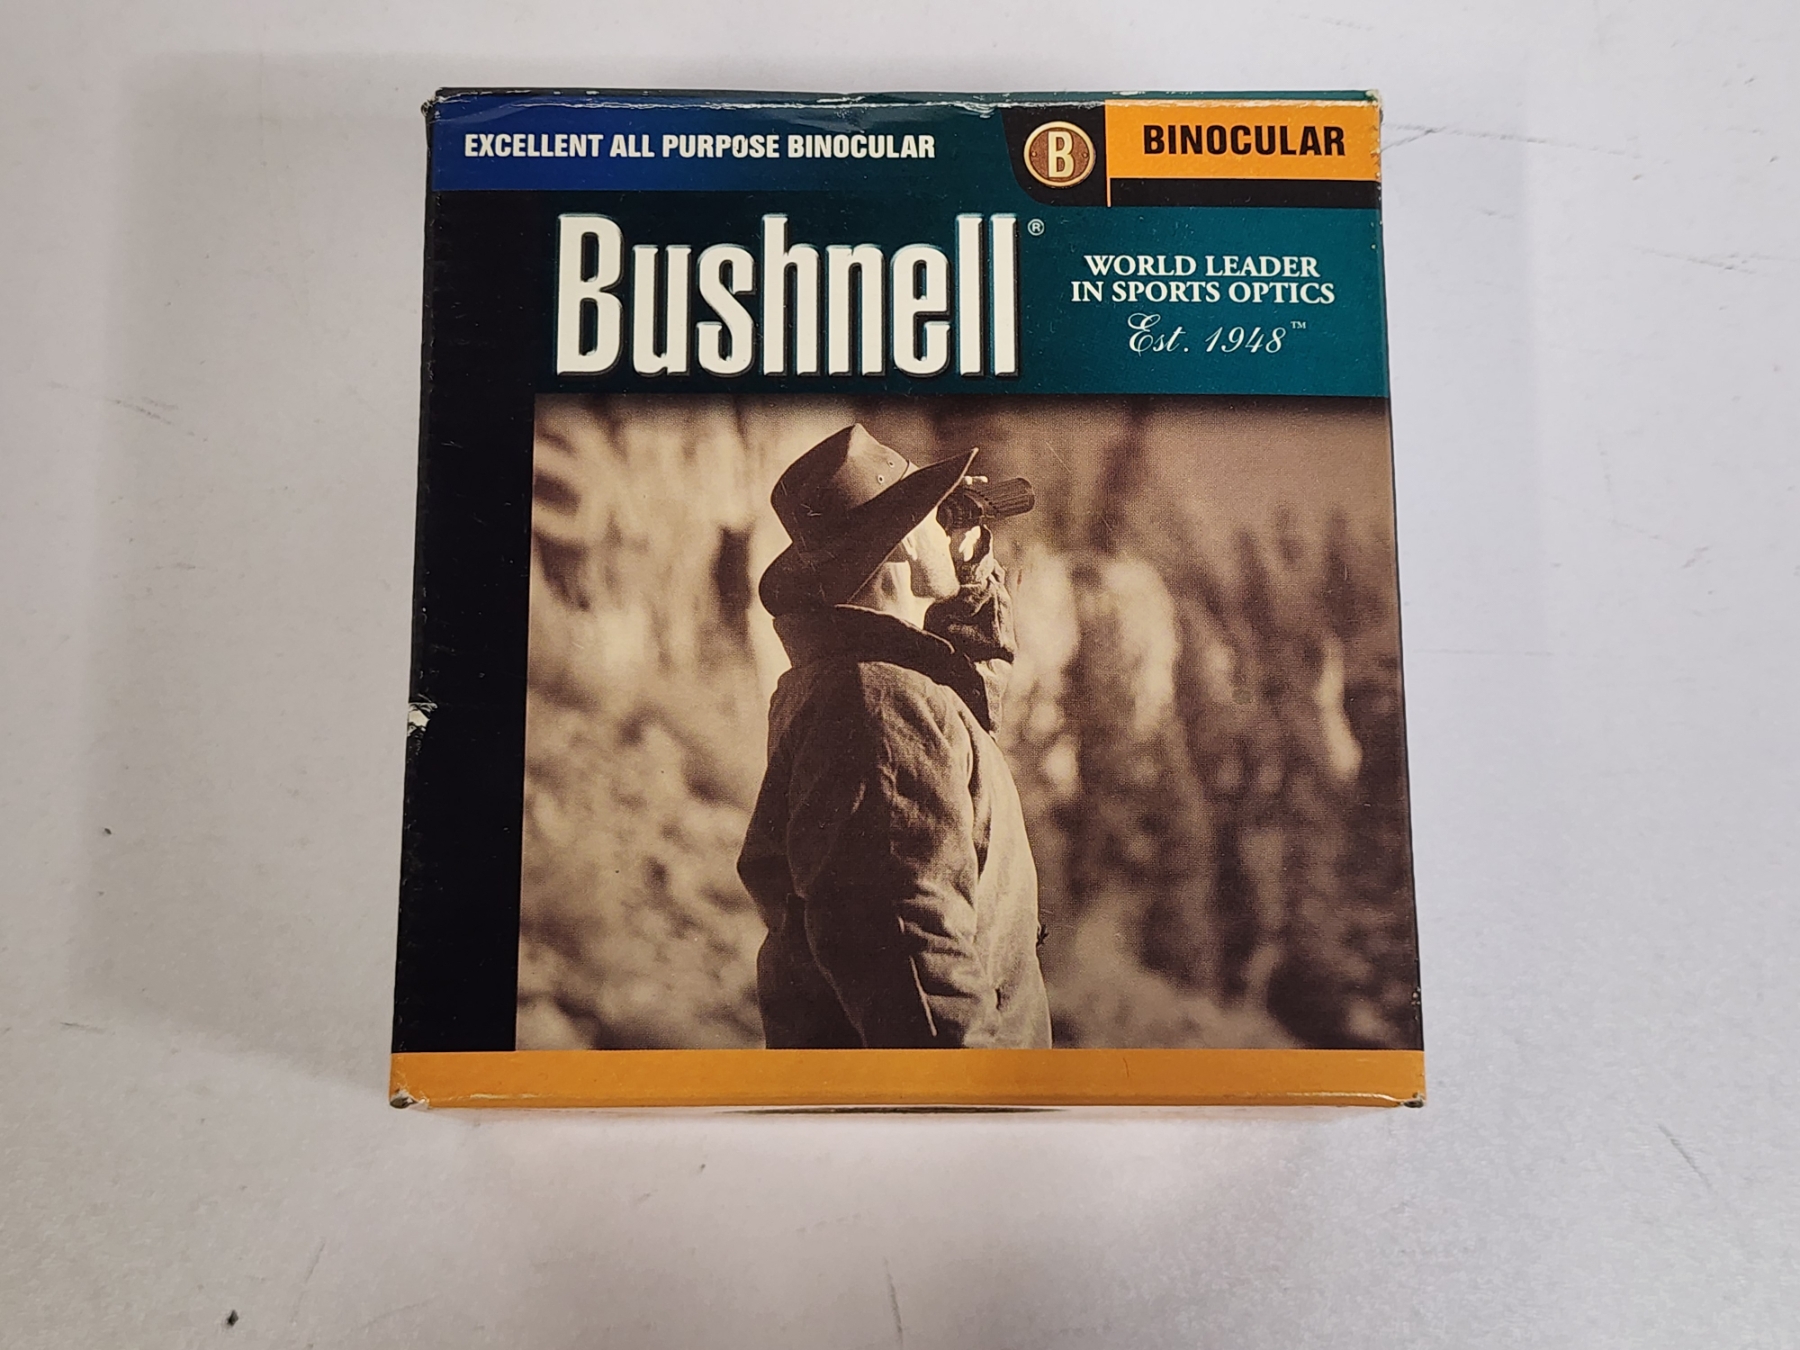 EXCELLENT ALL PURPOSE BINOCULAR
B
BINOCULAR
Bushnell®
WORLD LEADER
IN SPORTS OPTICS
Est. 1948™